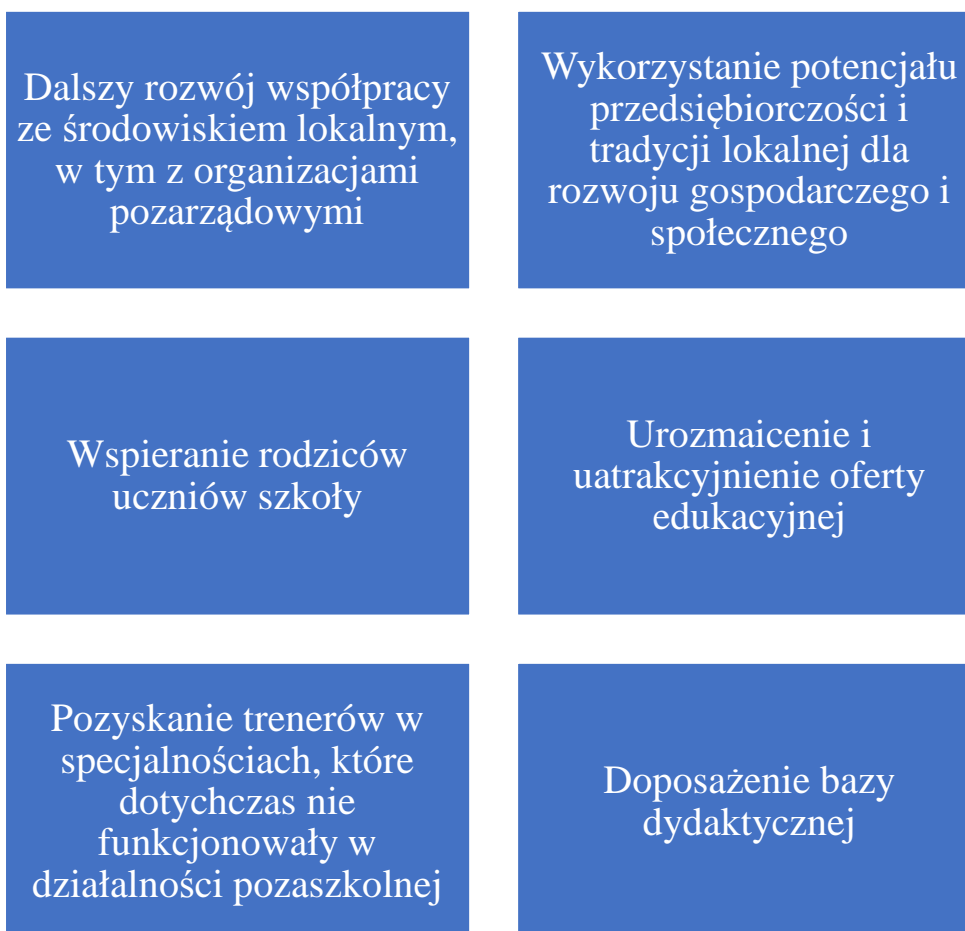 Dalszy rozwój współpracy
ze środowiskiem lokalnym,
w tym z organizacjami
pozarządowymi
Wykorzystanie potencjału
przedsiębiorczości i
tradycji lokalnej dla
rozwoju gospodarczego i
społecznego
Wspieranie rodziców
uczniów szkoły
Urozmaicenie i
uatrakcyjnienie oferty
edukacyjnej
Pozyskanie trenerów w
specjalnościach, które
dotychczas nie
funkcjonowały w
działalności pozaszkolnej
Doposażenie bazy
dydaktycznej